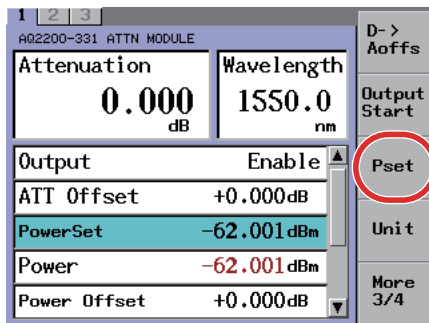 1 2 3
AQ2200-331 ATTN MODULE
Attenuation
0.000
dB
Wavelength
1550.0
nm
Output Enable
ATT Offset +0.000dB
PowerSet -62.001dBm
Power -62.001dBm
Power Offset +0.000dB
D->
Aoffs
Output
Start
Pset
Unit
More
3/4